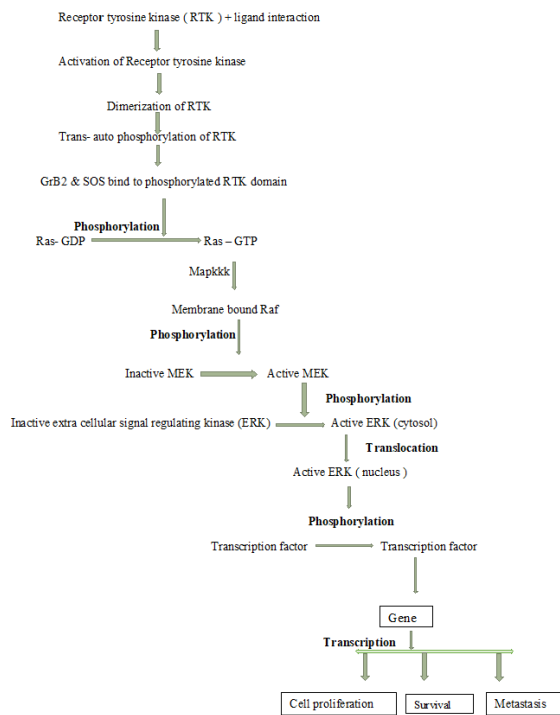 Receptor tyrosine kinase ( RTK ) + ligand interaction
Activation of Receptor tyrosine kinase
Dimerization of RTK
Trans- auto phosphorylation of RTK
GrB2 & SOS bind to phosphorylated RTK domain
Phosphorylation
Ras- GDP
Ras – GTP
Mapkkk
Membrane bound Raf
Phosphorylation
Inactive MEK
Active MEK
Phosphorylation
Inactive extra cellular signal regulating kinase (ERK)
Active ERK (cytosol)
Translocation
Active ERK ( nucleus )
Phosphorylation
Transcription factor
Transcription factor
Gene
Transcription
Cell proliferation
Survival
Metastasis